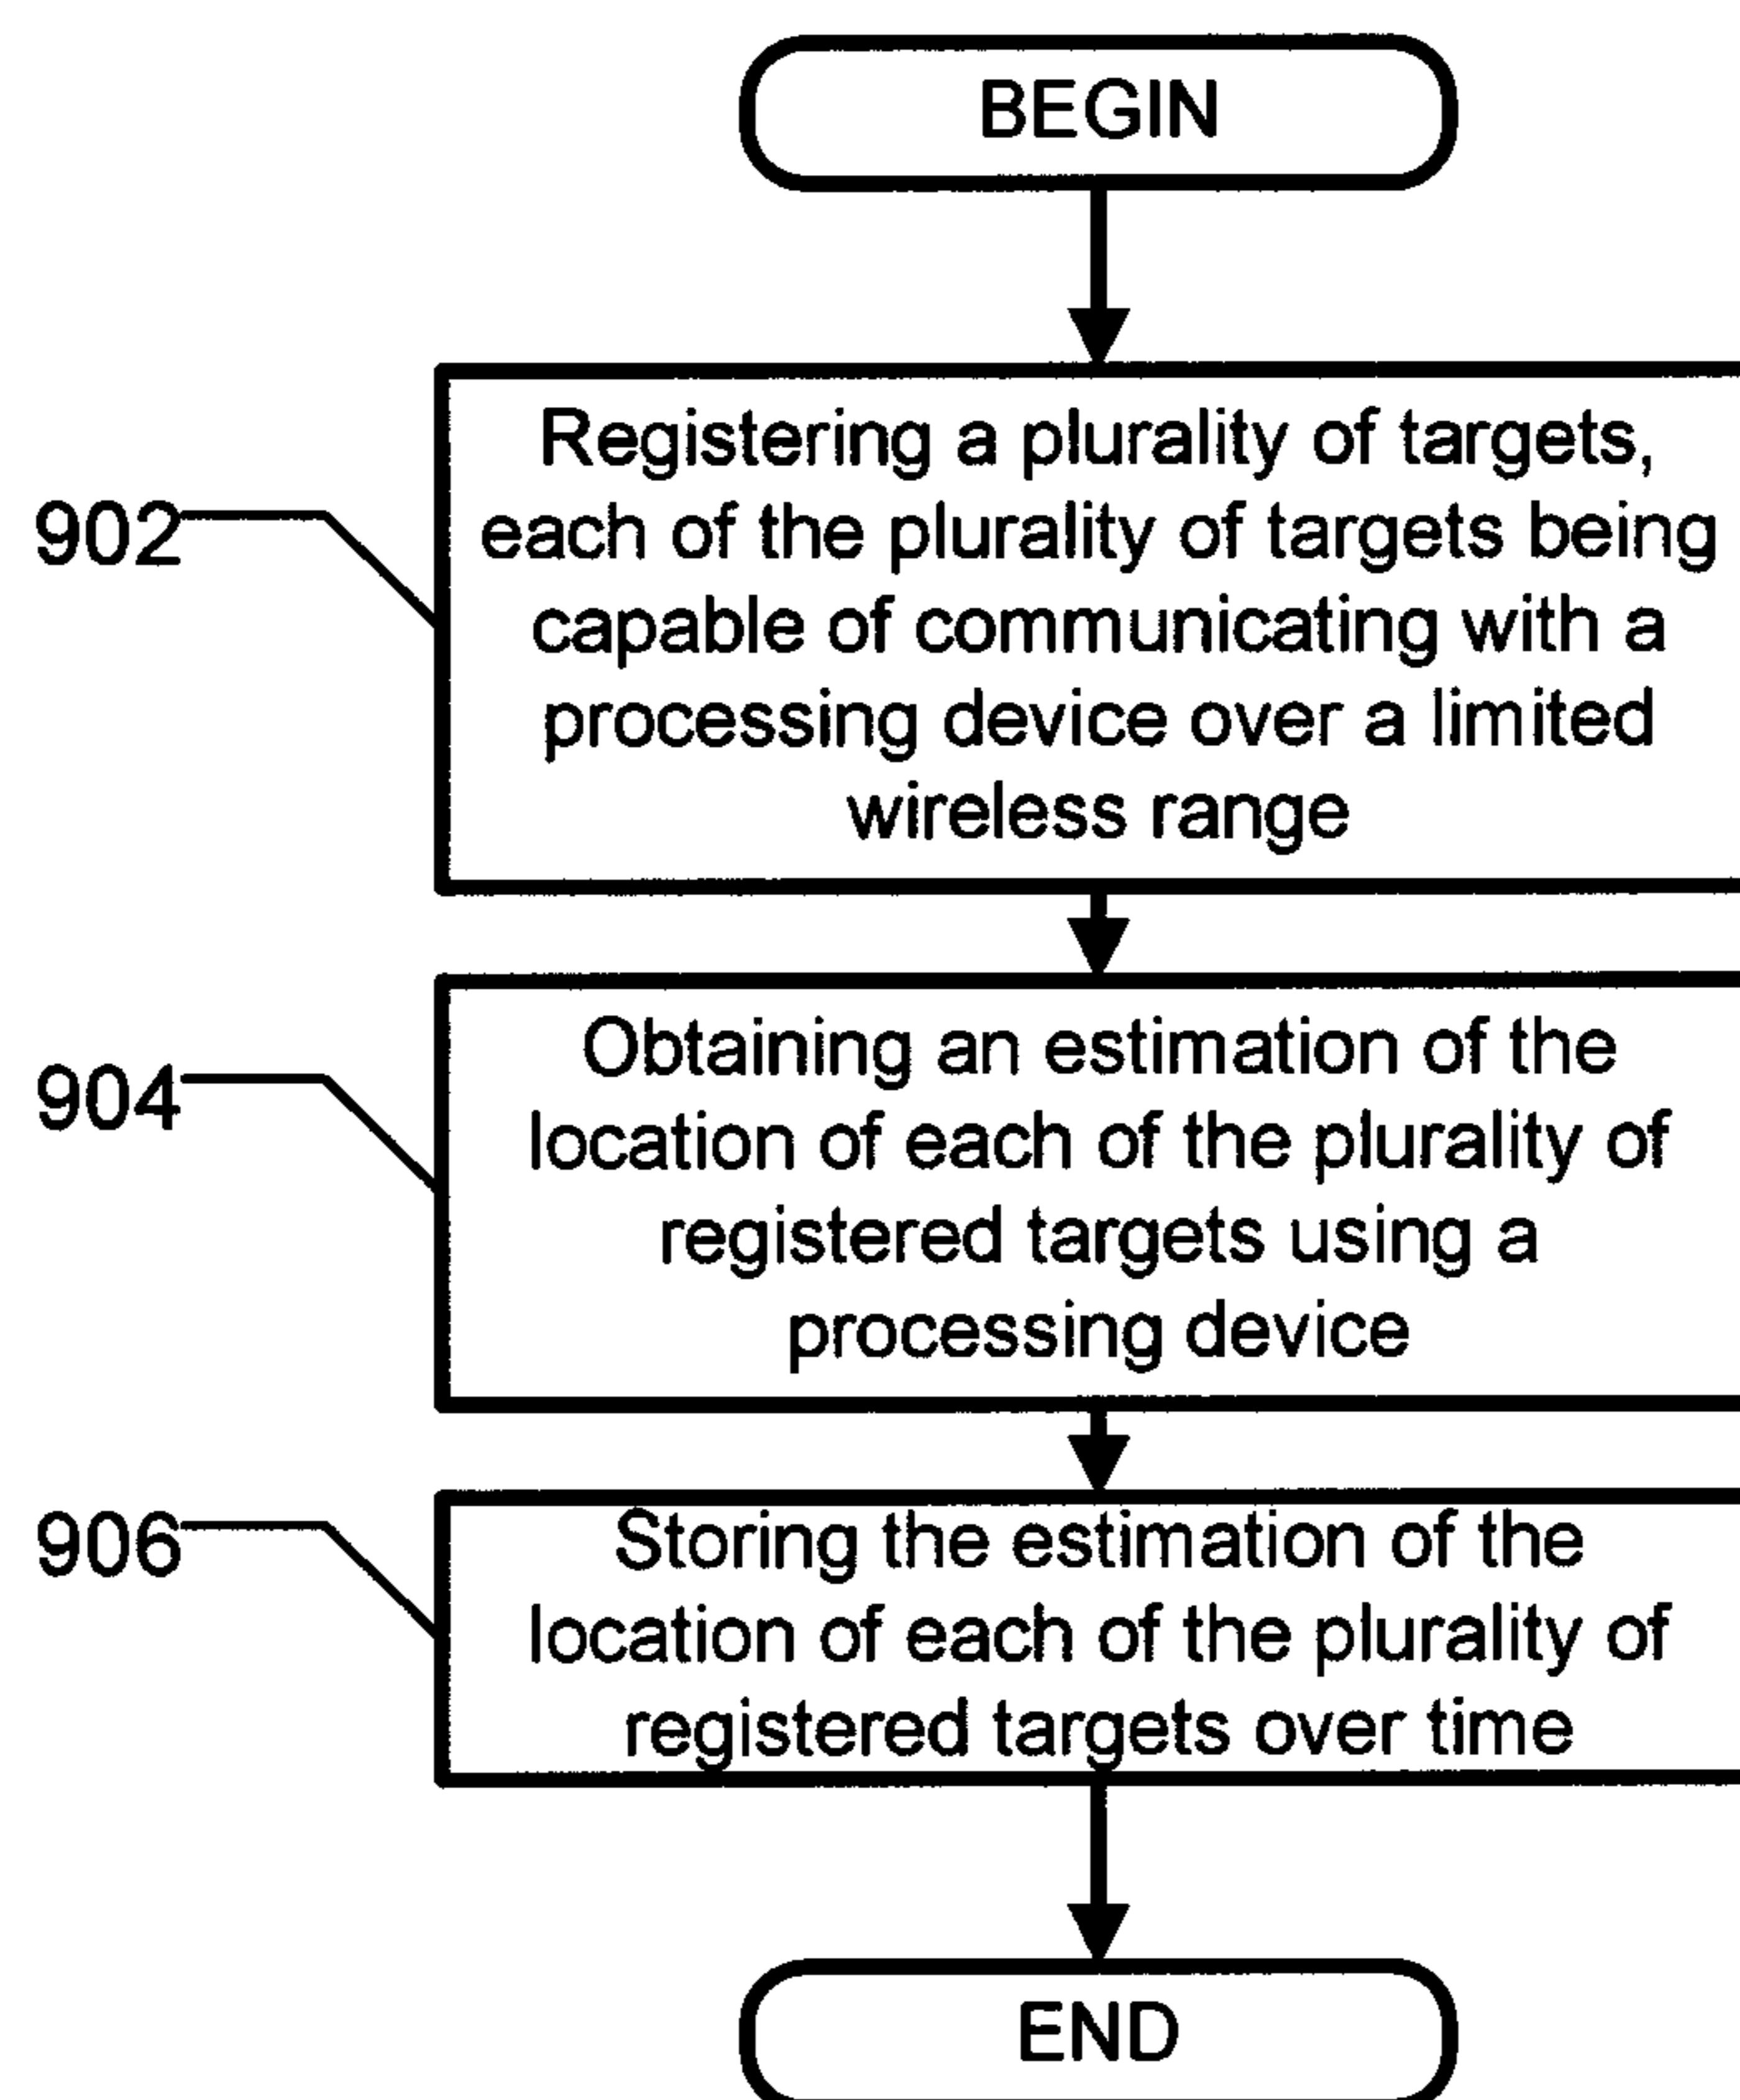 BEGIN
902
Registering a plurality of targets,
each of the plurality of targets being
capable of communicating with a
processing device over a limited
wireless range
904
Obtaining an estimation of the
location of each of the plurality of
registered targets using a
processing device
906
Storing the estimation of the
location of each of the plurality of
registered targets over time
END